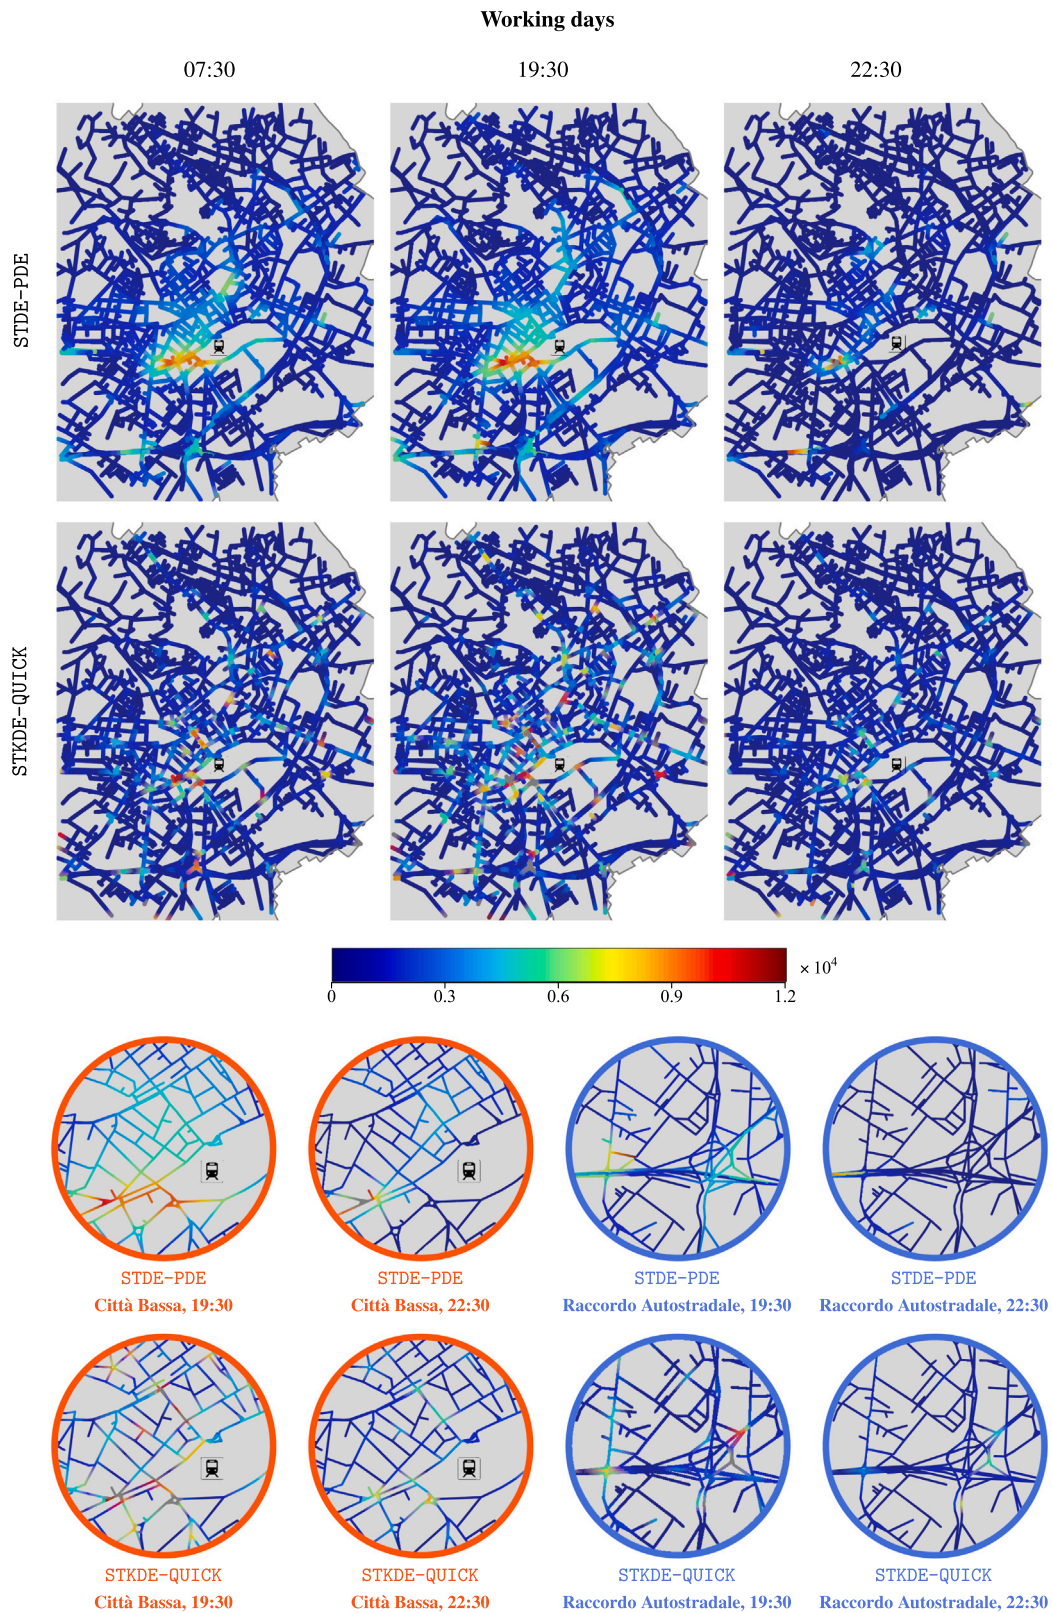 Working days
07:30 19:30 22:30
STDE-PDE
STKDE-QUICK
0 0.3 0.6 0.9 1.2 × 10⁴
STDE-PDE STDE-PDE STDE-PDE STDE-PDE
Città Bassa, 19:30 Città Bassa, 22:30 Raccordo Autostradale, 19:30 Raccordo Autostradale, 22:30
STKDE-QUICK STKDE-QUICK STKDE-QUICK STKDE-QUICK
Città Bassa, 19:30 Città Bassa, 22:30 Raccordo Autostradale, 19:30 Raccordo Autostradale, 22:30